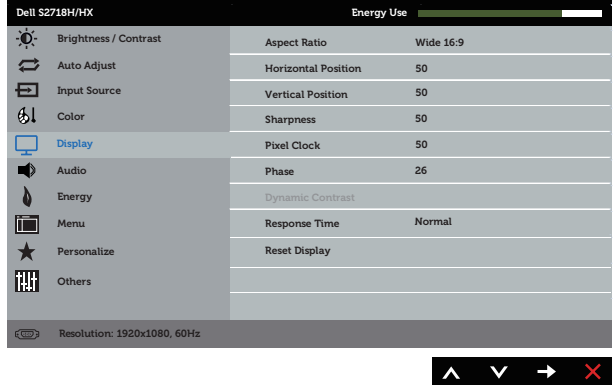 Dell S2718H/HX Energy Use
Brightness / Contrast
Auto Adjust
Input Source
Color
Display
Audio
Energy
Menu
Personalize
Others
Aspect Ratio Wide 16:9
Horizontal Position 50
Vertical Position 50
Sharpness 50
Pixel Clock 50
Phase 26
Dynamic Contrast
Response Time Normal
Reset Display
Resolution: 1920x1080, 60Hz